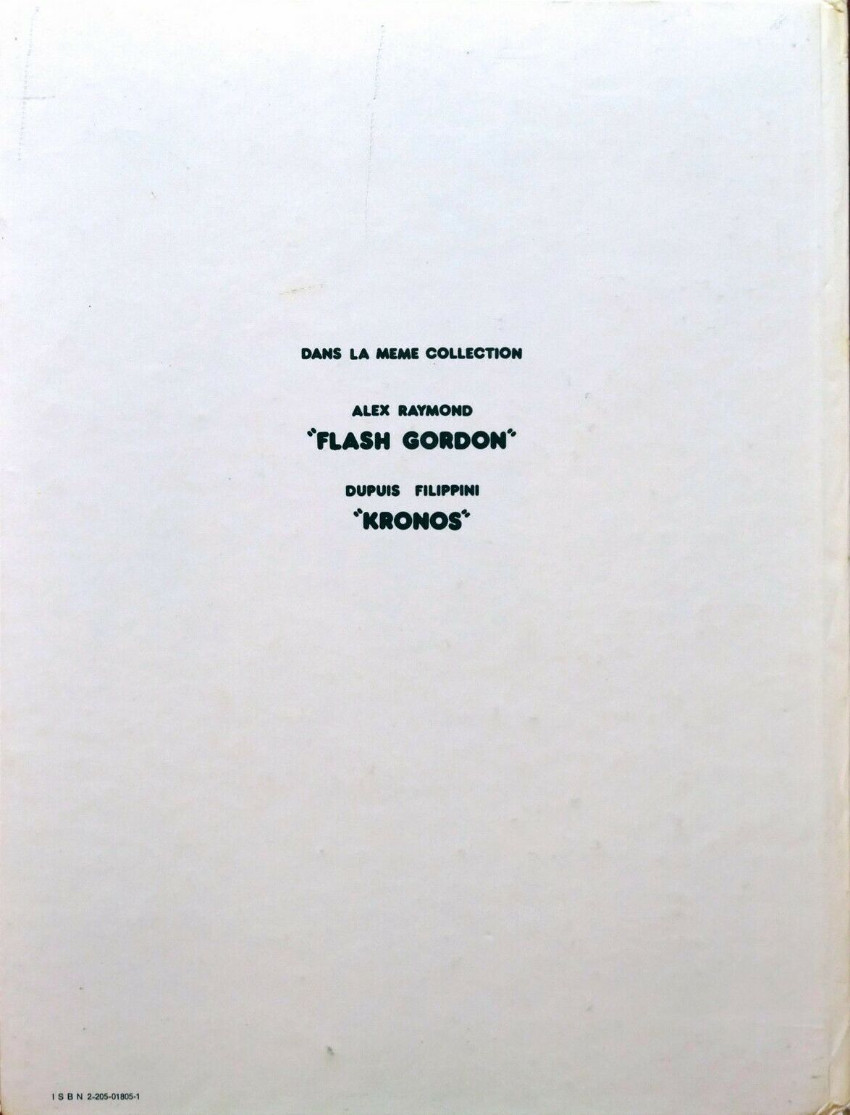 DANS LA MEME COLLECTION
ALEX RAYMOND
"FLASH GORDON"
DUPUIS FILIPPINI
"KRONOS"
I S B N 2-205-01805-1